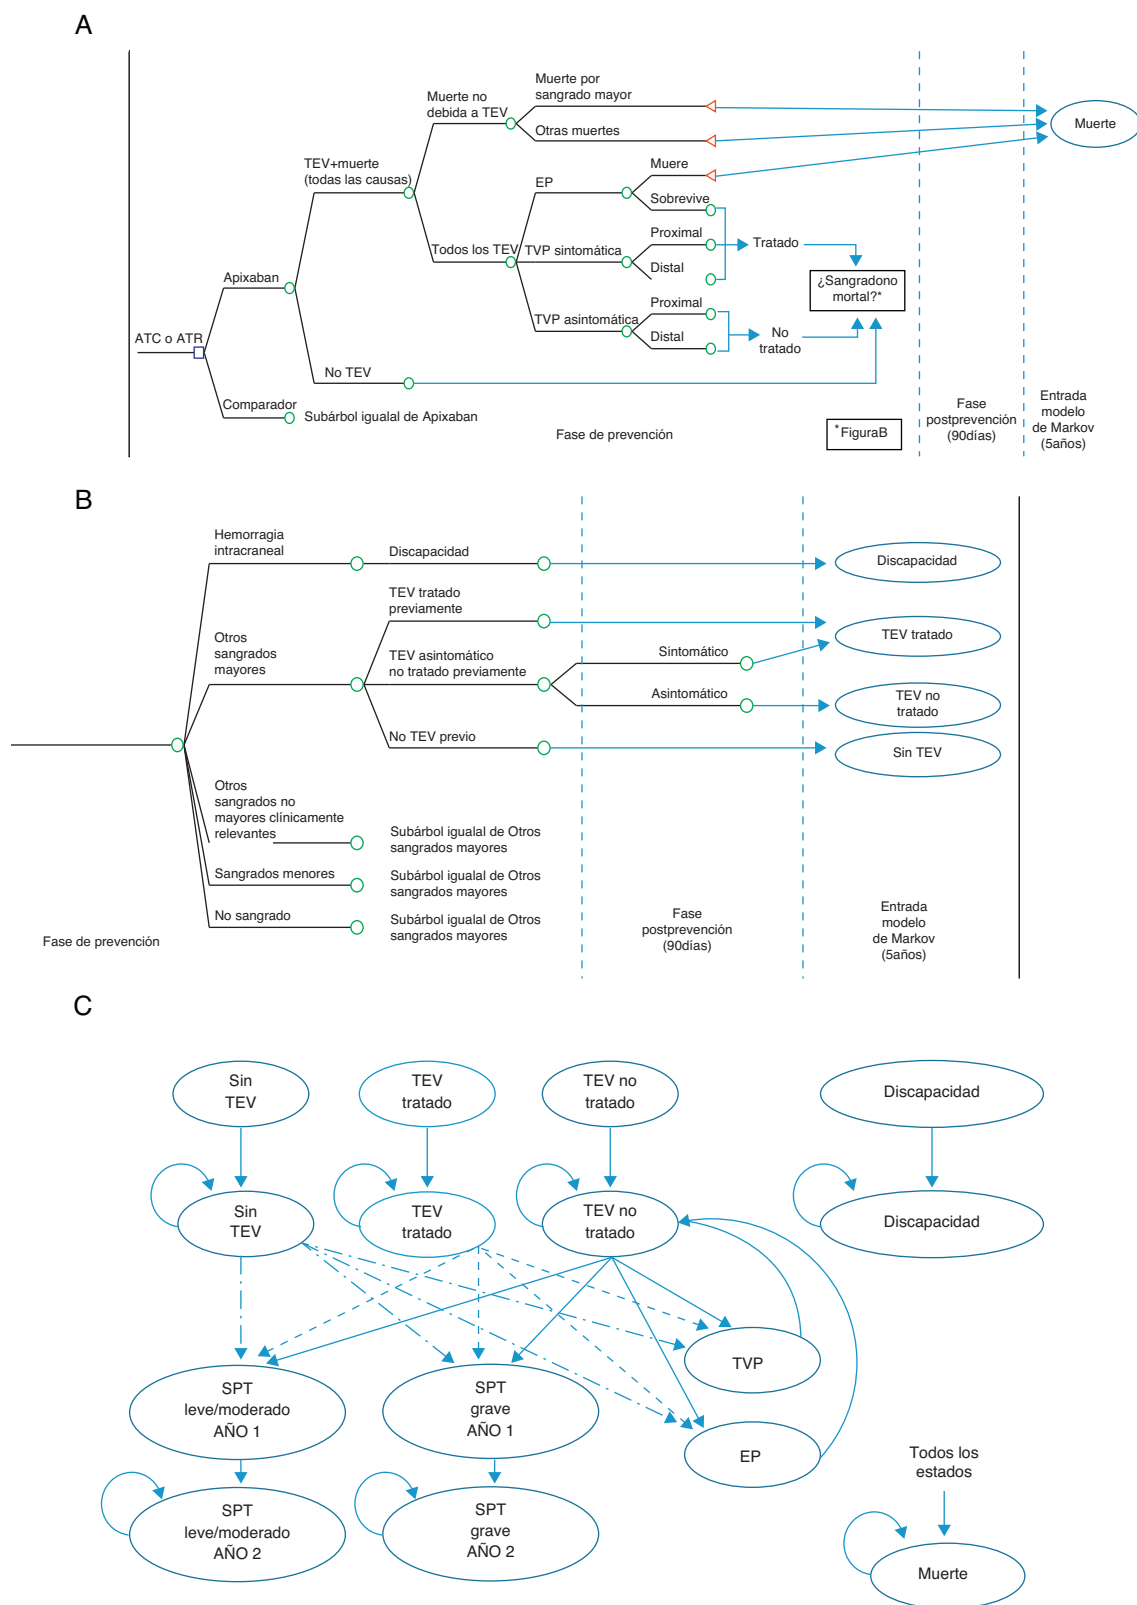 A
Muerte por
sangrado mayor
Muerte no
debida a TEV
Otras muertes
Muerte
TEV+muerte
(todas las causas)
EP
Muere
Sobrevive
Todos los TEV
TVP sintomática
Proximal
Distal
Tratado
Apixaban
¿Sangradono
mortal?*
TVP asintomática
Proximal
Distal
No
tratado
ATC o ATR
No TEV
Comparador
Subárbol igualal de Apixaban
Fase de prevención
*FiguraB
Fase
postprevención
(90días)
Entrada
modelo
de Markov
(5años)
B
Hemorragia
intracraneal
Discapacidad
Discapacidad
TEV tratado
previamente
TEV tratado
Otros
sangrados
mayores
TEV asintomático
no tratado previamente
Sintomático
Asintomático
TEV no
tratado
No TEV previo
Sin TEV
Otros
sangrados no
mayores clínicamente
relevantes
Subárbol igualal de Otros
sangrados mayores
Sangrados menores
Subárbol igualal de Otros
sangrados mayores
No sangrado
Subárbol igualal de Otros
sangrados mayores
Fase de prevención
Fase
postprevención
(90días)
Entrada
modelo
de Markov
(5años)
C
Sin
TEV
TEV
tratado
TEV no
tratado
Discapacidad
Sin
TEV
TEV
tratado
TEV no
tratado
Discapacidad
SPT
leve/moderado
AÑO 1
SPT
grave
AÑO 1
TVP
EP
SPT
leve/moderado
AÑO 2
SPT
grave
AÑO 2
Todos los
estados
Muerte